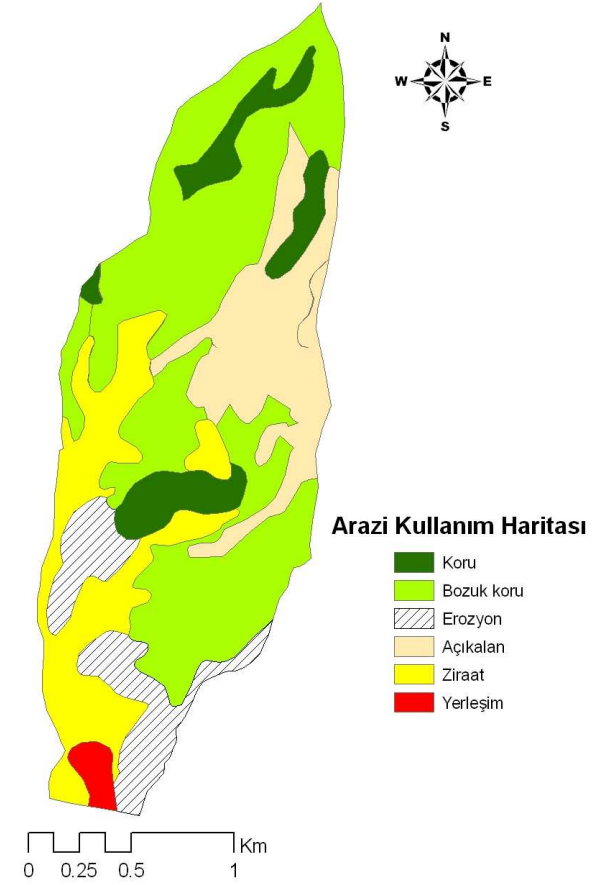 N
W E
S
Arazi Kullanım Haritası
Koru
Bozuk koru
Erozyon
Açıkalan
Ziraat
Yerleşim
Km
0 0.25 0.5 1